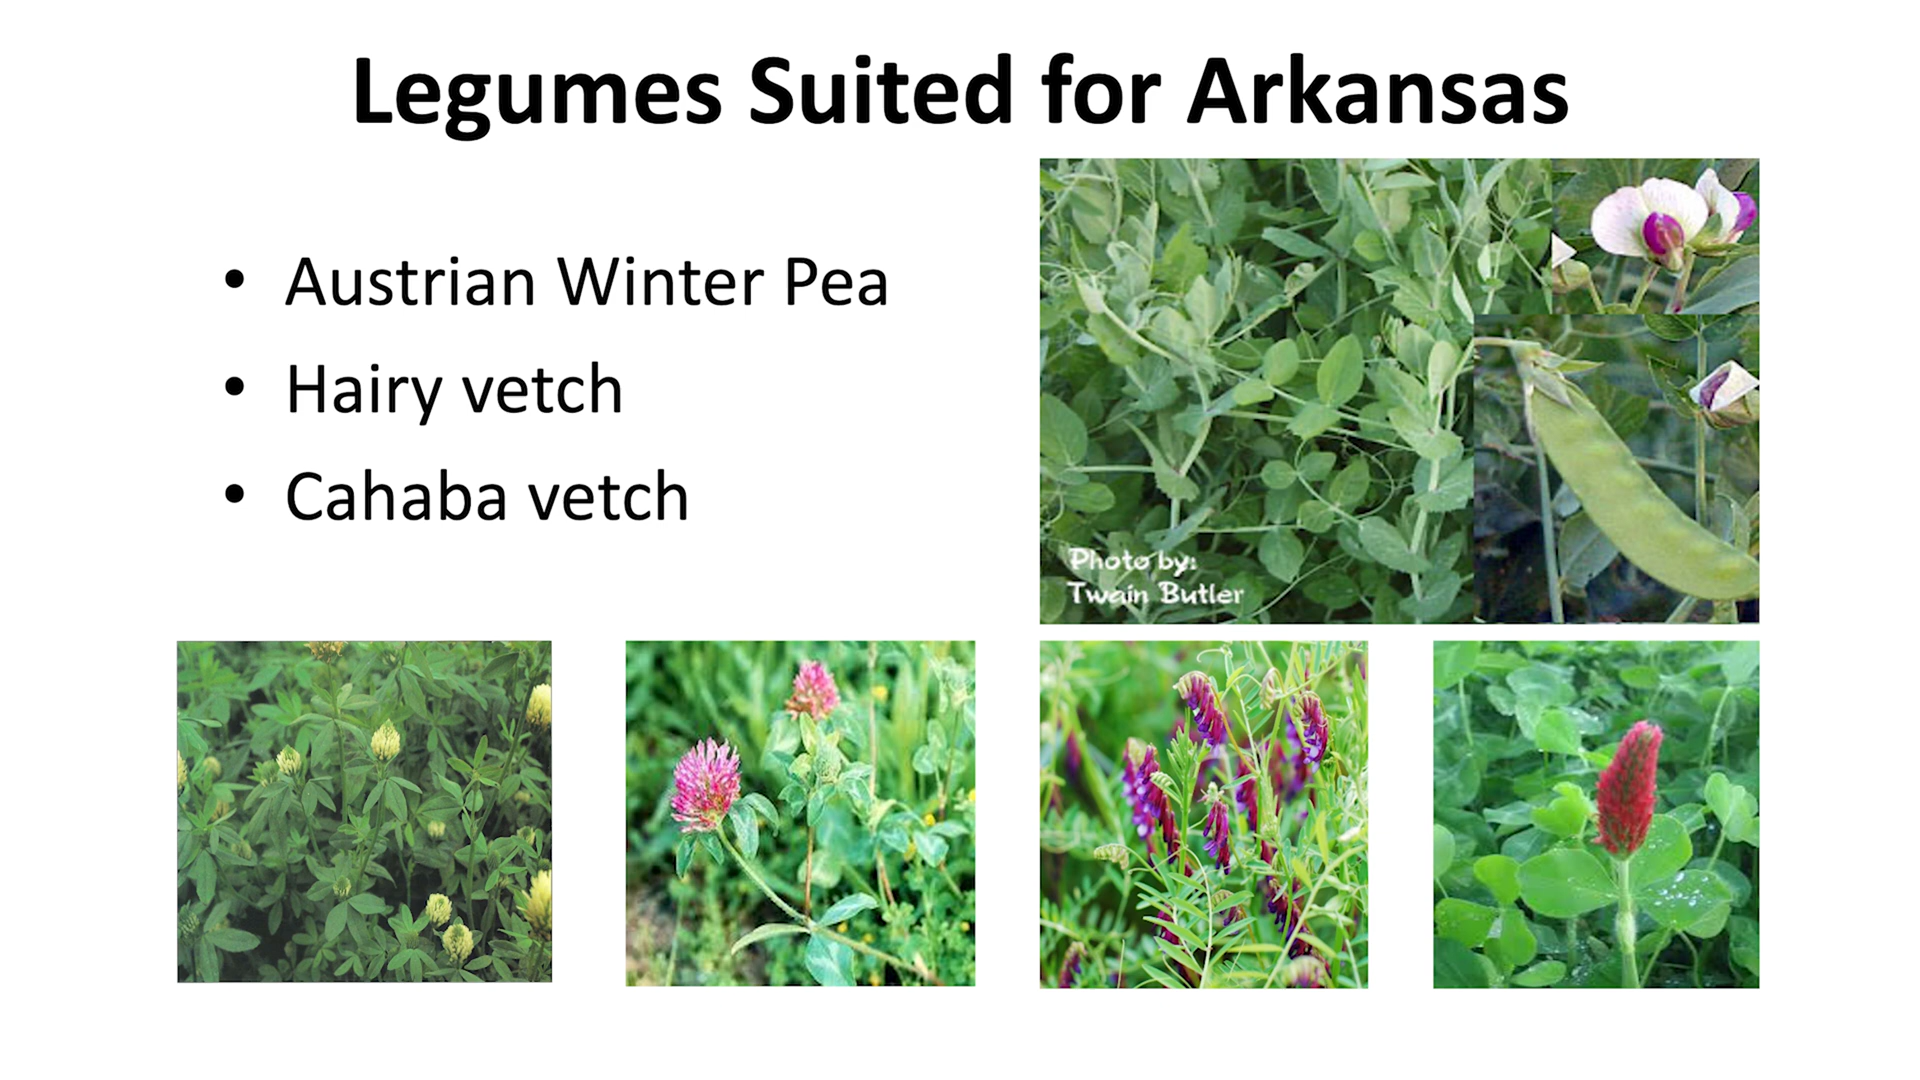 Legumes Suited for Arkansas
• Austrian Winter Pea
• Hairy vetch
• Cahaba vetch
Photo by:
Twain Butler